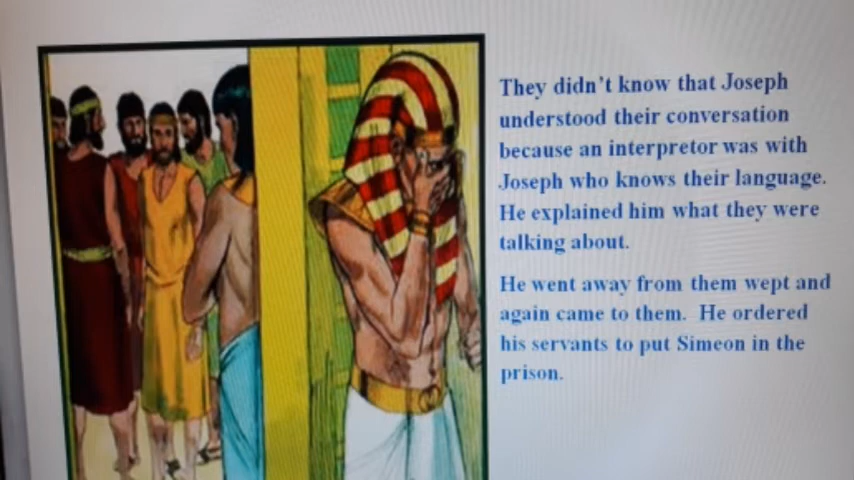 They didn't know that Joseph
understood their conversation
because an interpretor was with
Joseph who knows their language.
He explained him what they were
talking about.
He went away from them wept and
again came to them. He ordered
his servants to put Simeon in the
prison.